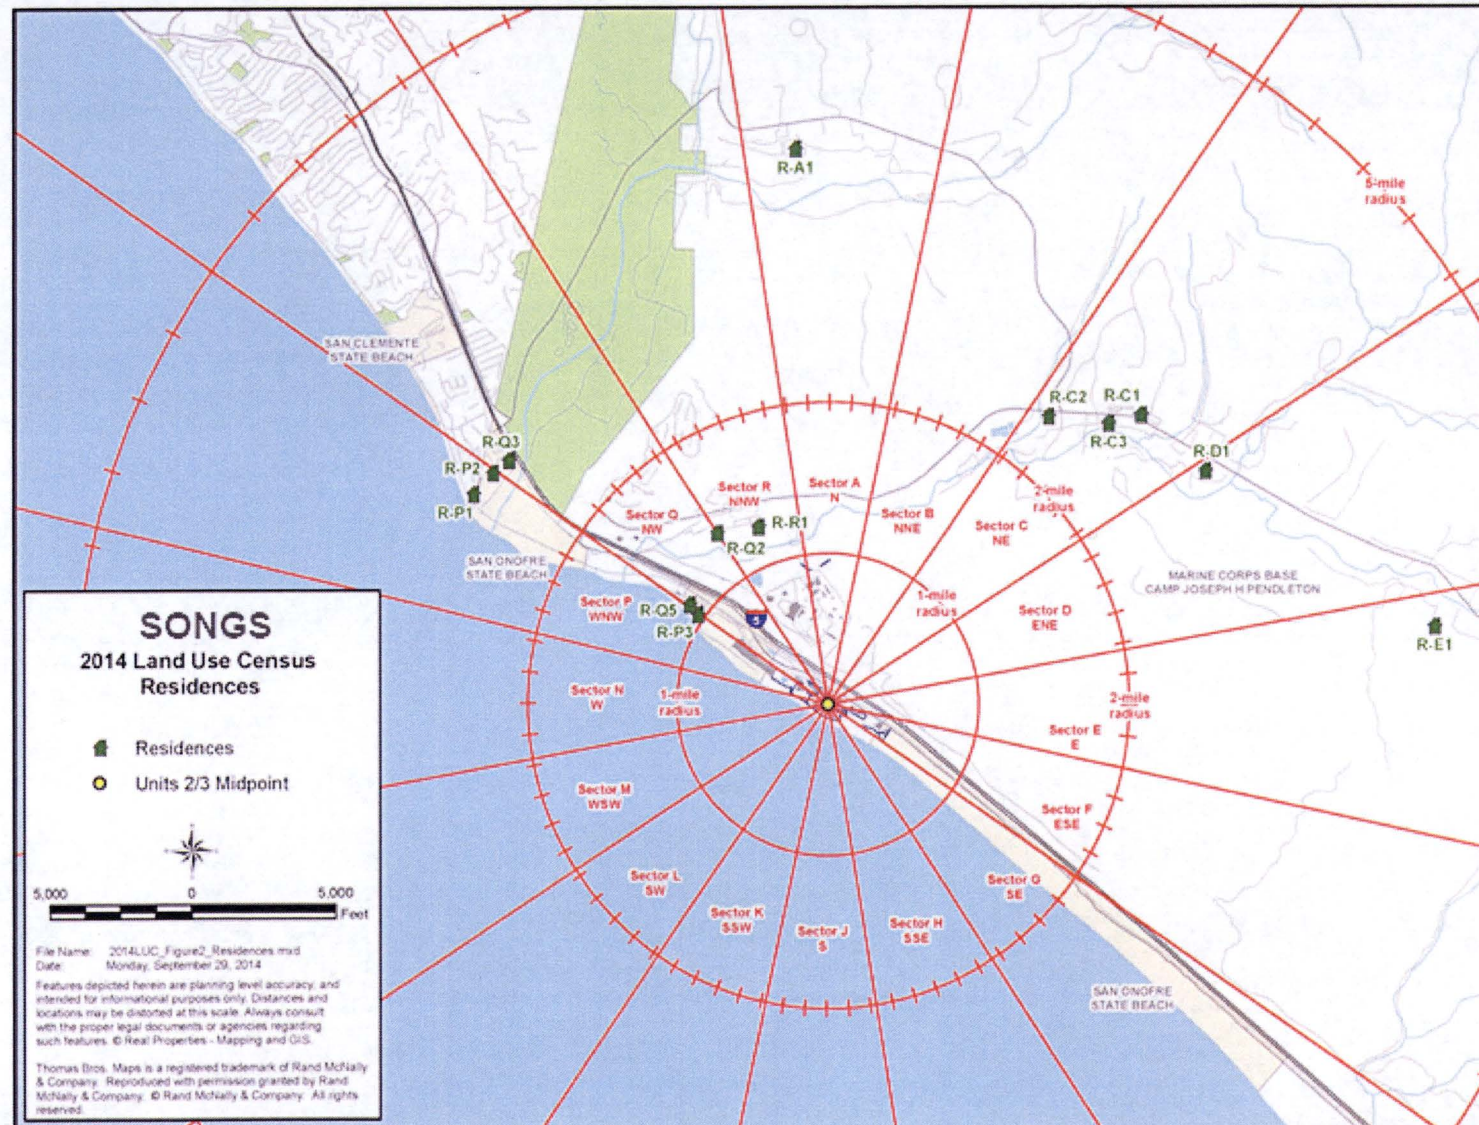 R-A1
5-mile
radius
SAN CLEMENTE
STATE BEACH
R-C2
R-C1
R-C3
R-Q3
R-D1
R-P2
R-P1
Sector A
N
Sector R
NNW
2-mile
radius
Sector Q
NW
Sector B
NNE
R-R1
Sector C
NE
R-Q2
SAN ONOFRE
STATE BEACH
MARINE CORPS BASE
CAMP JOSEPH H PENDLETON
1-mile
radius
Sector P
WNW
R-Q5
R-P3
5
Sector D
ENE
R-E1
Sector N
W
1-mile
radius
2-mile
radius
Sector E
E
Sector M
WSW
Sector F
ESE
Sector L
SW
Sector G
SE
Sector K
SSW
Sector J
S
Sector H
SSE
SAN ONOFRE
STATE BEACH
SONGS
2014 Land Use Census
Residences
Residences
Units 2/3 Midpoint
5,000 0 5,000
Feet
File Name: 2014LUC_Figure2_Residences.mxd
Date: Monday, September 29, 2014
Features depicted herein are planning level accuracy, and
intended for informational purposes only. Distances and
locations may be distorted at this scale. Always consult
with the proper legal documents or agencies regarding
such features. © Real Properties - Mapping and GIS.
Thomas Bros. Maps is a registered trademark of Rand McNally
& Company. Reproduced with permission granted by Rand
McNally & Company. © Rand McNally & Company. All rights
reserved.